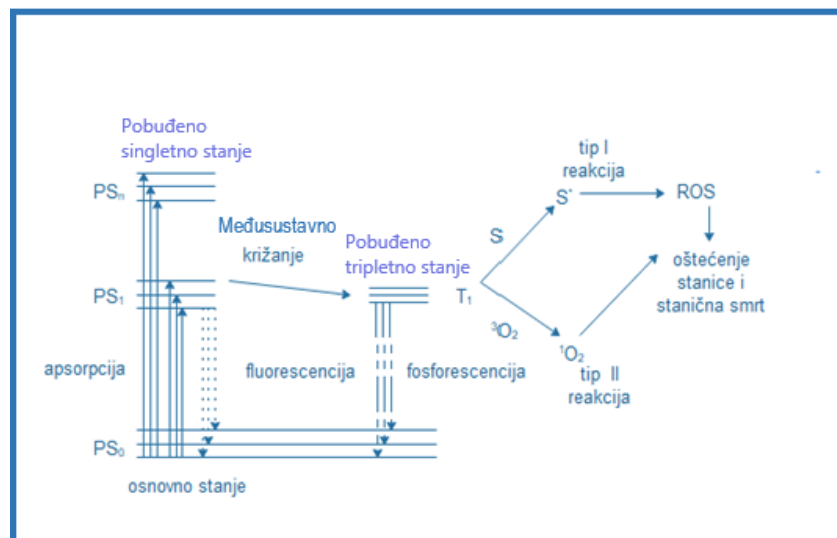 Pobuđeno
singletno stanje
PSₙ
Međusustavno
križanje
Pobuđeno
tripletno stanje
PS₁
T₁
S
tip I
reakcija
S*
ROS
oštećenje
stanice i
stanična smrt
³O₂
¹O₂
tip II
reakcija
apsorpcija
fluorescencija
fosforescencija
PS₀
osnovno stanje